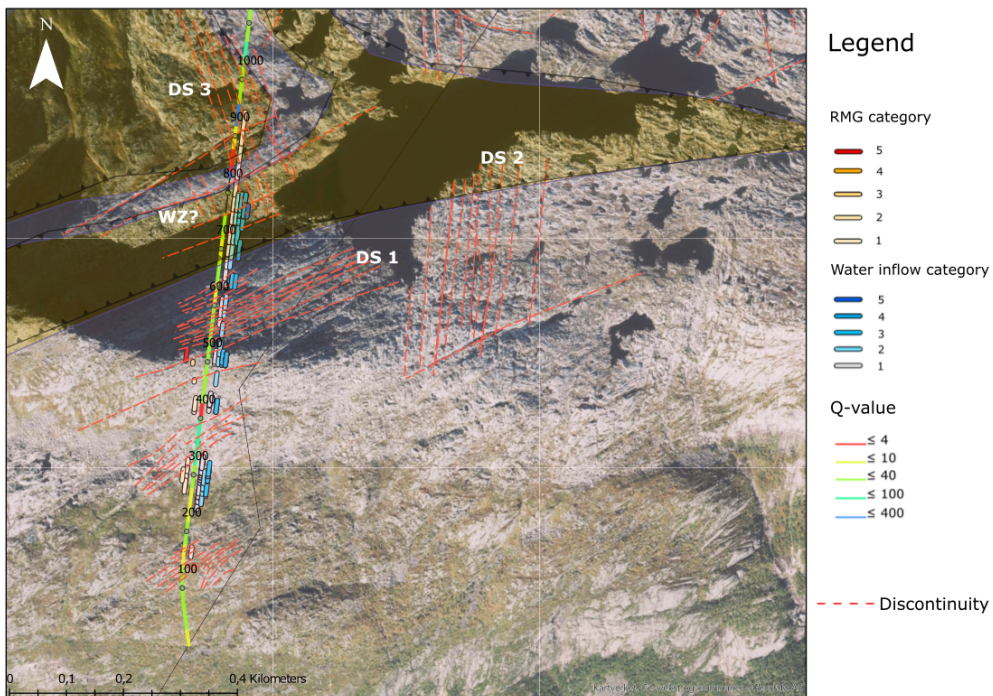 N
1000
DS 3
900
800
DS 2
WZ?
700
DS 1
600
500
400
300
200
100
0 0,1 0,2 0,4 Kilometers
Legend
RMG category
5
4
3
2
1
Water inflow category
5
4
3
2
1
Q-value
≤ 4
≤ 10
≤ 40
≤ 100
≤ 400
Discontinuity